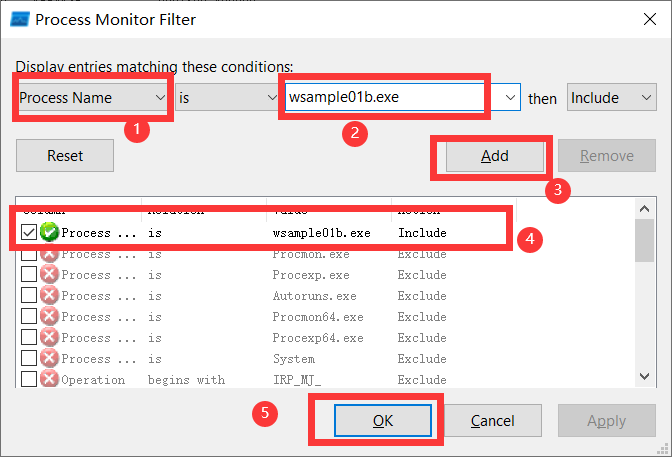 Process Monitor Filter
Display entries matching these conditions:
Process Name is wsample01b.exe then Include
1 2
Reset Add Remove
3
Column Relation Value Action
Process ... is wsample01b.exe Include
4
Process ... is Procmon.exe Exclude
Process ... is Procexp.exe Exclude
Process ... is Autoruns.exe Exclude
Process ... is Procmon64.exe Exclude
Process ... is Procexp64.exe Exclude
Process ... is System Exclude
Operation begins with IRP_MJ_ Exclude
5
OK Cancel Apply